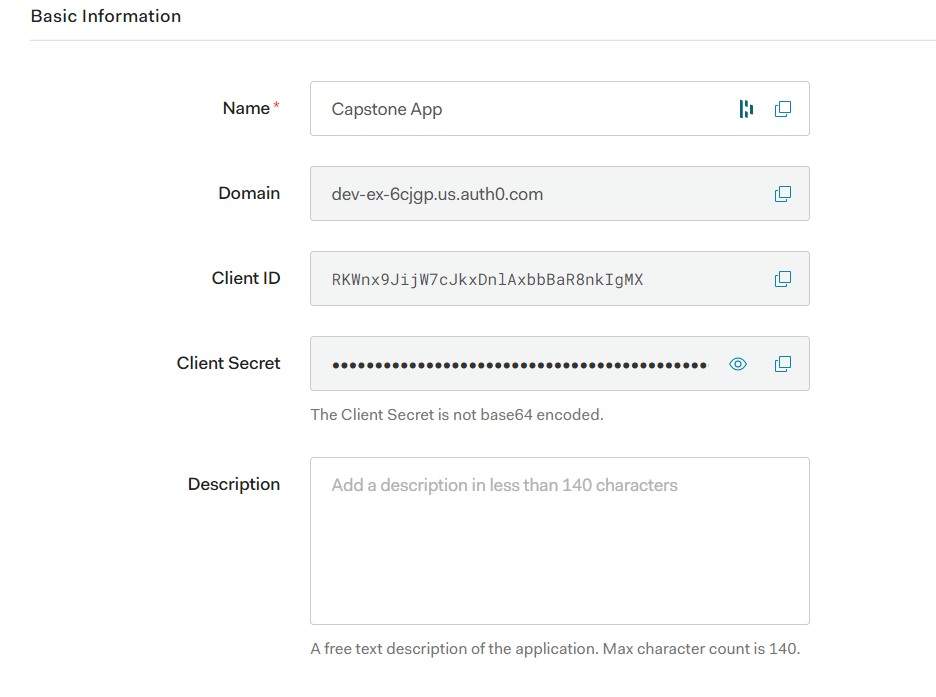 Basic Information
Name *
Capstone App
Domain
dev-ex-6cjgp.us.auth0.com
Client ID
RKWnx9JijW7cJkxDnlAxbbBaR8nkIgMX
Client Secret
••••••••••••••••••••••••••••••••••••••••••••
The Client Secret is not base64 encoded.
Description
Add a description in less than 140 characters
A free text description of the application. Max character count is 140.